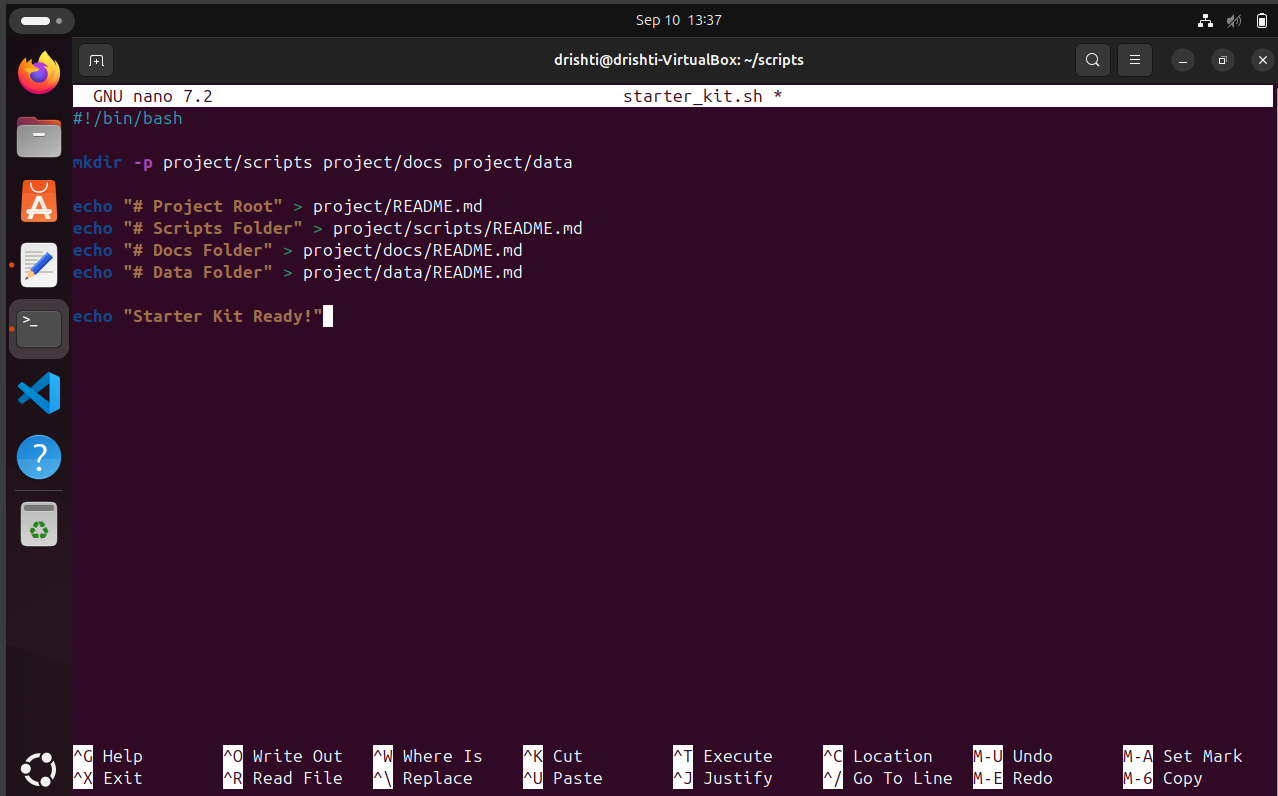 Sep 10 13:37
drishti@drishti-VirtualBox: ~/scripts
GNU nano 7.2 starter_kit.sh *
#!/bin/bash
mkdir -p project/scripts project/docs project/data
echo "# Project Root" > project/README.md
echo "# Scripts Folder" > project/scripts/README.md
echo "# Docs Folder" > project/docs/README.md
echo "# Data Folder" > project/data/README.md
echo "Starter Kit Ready!"
^G Help ^O Write Out ^W Where Is ^K Cut ^T Execute ^C Location M-U Undo M-A Set Mark
^X Exit ^R Read File ^\ Replace ^U Paste ^J Justify ^/ Go To Line M-E Redo M-6 Copy